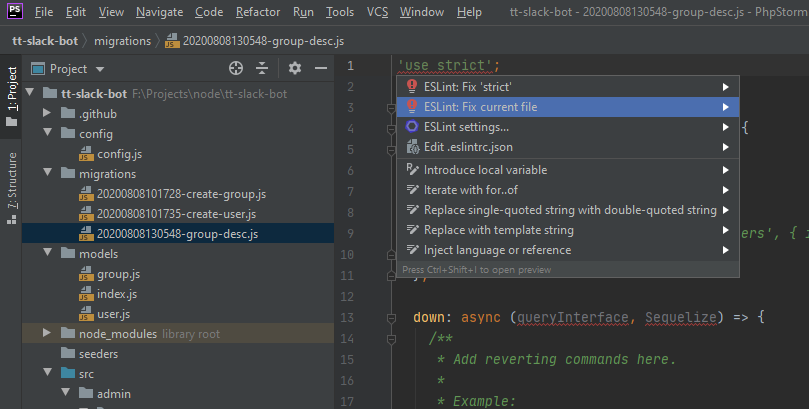 PS File Edit View Navigate Code Refactor Run Tools VCS Window Help tt-slack-bot - 20200808130548-group-desc.js - PhpStorm
tt-slack-bot migrations 20200808130548-group-desc.js
1: Project
7: Structure
Project
tt-slack-bot F:\Projects\node\tt-slack-bot
.github
config
config.js
migrations
20200808101728-create-group.js
20200808101735-create-user.js
20200808130548-group-desc.js
models
group.js
index.js
user.js
node_modules library root
seeders
src
admin
1 'use strict';
2
3
4 {
5
6
7
8
9 ers', { i
10
11
12
13 down: async (queryInterface, Sequelize) => {
14 /**
15 * Add reverting commands here.
16 *
17 * Example:
ESLint: Fix 'strict'
ESLint: Fix current file
ESLint settings...
Edit .eslintrc.json
Introduce local variable
Iterate with for..of
Replace single-quoted string with double-quoted string
Replace with template string
Inject language or reference
Press Ctrl+Shift+I to open preview